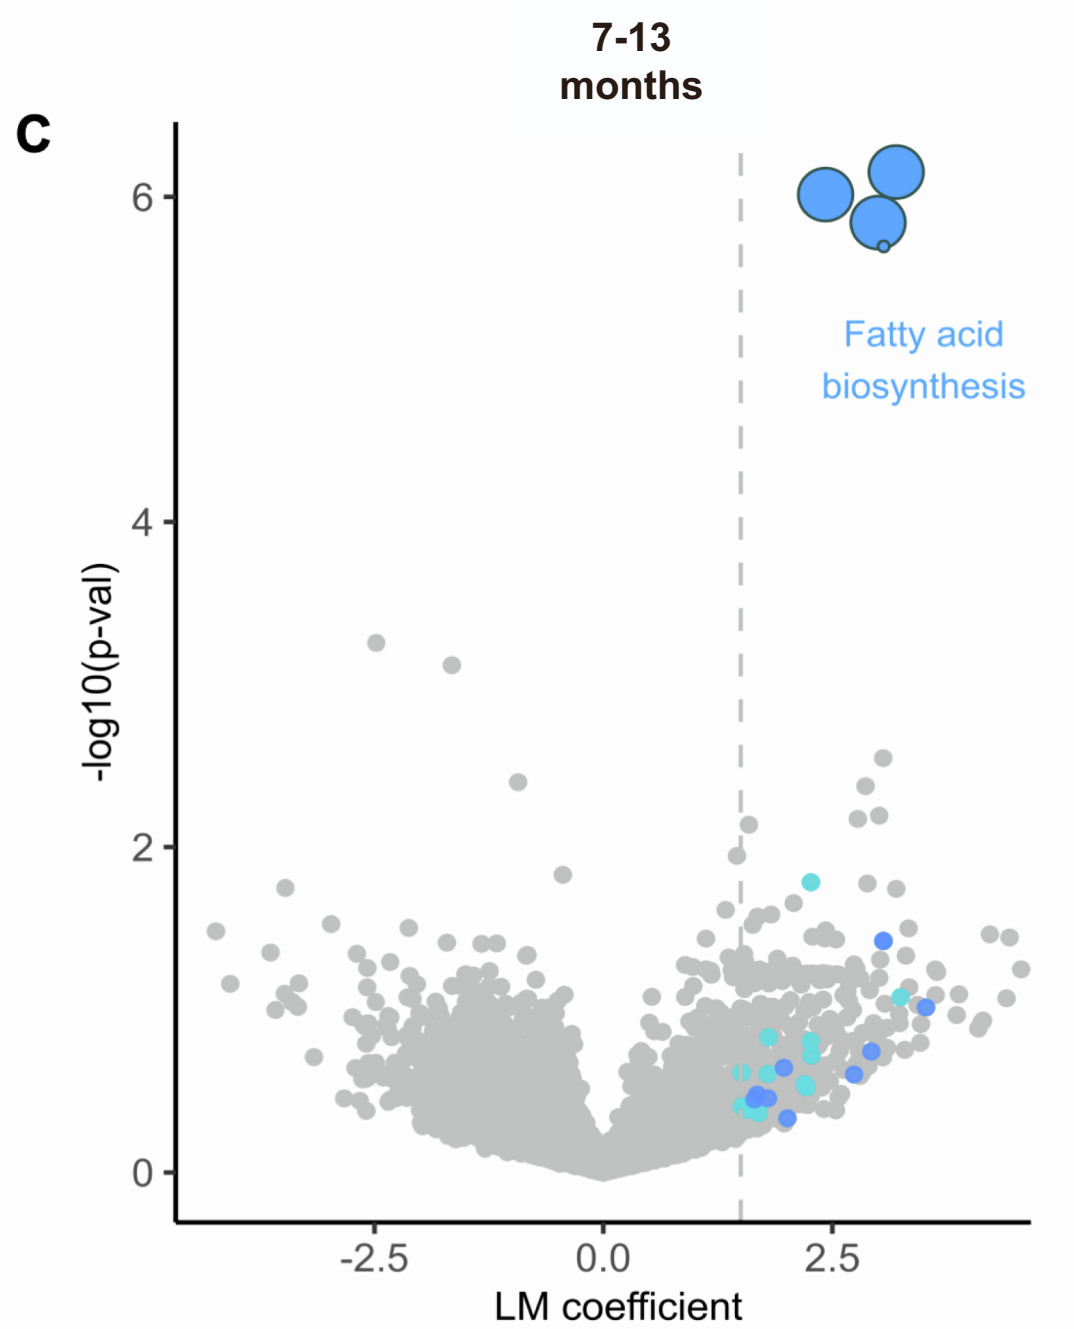 7-13
months
C
6
Fatty acid
biosynthesis
4
-log10(p-val)
2
0
-2.5 0.0 2.5
LM coefficient